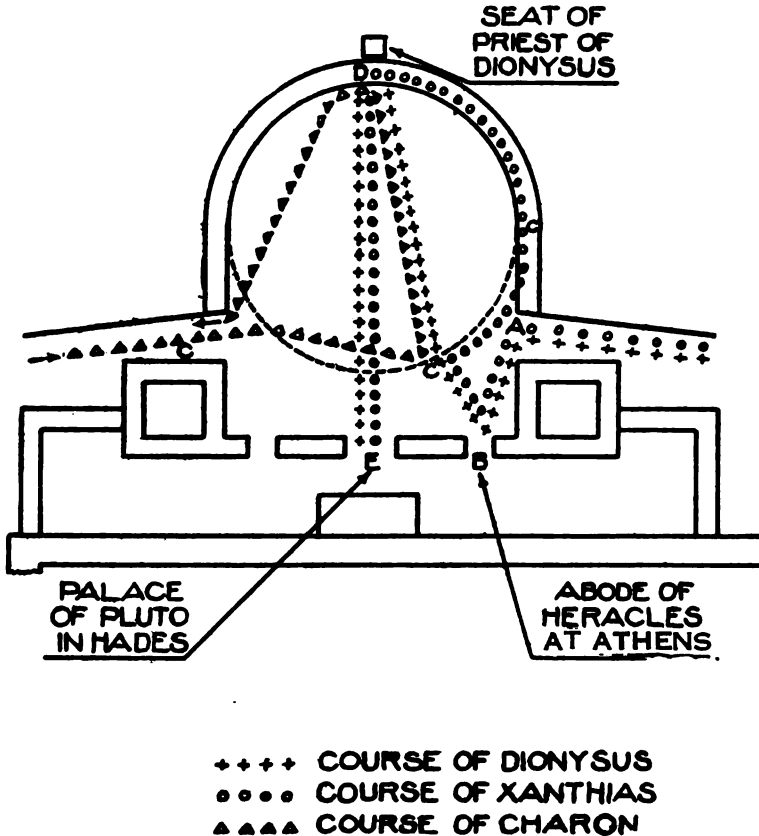 SEAT OF
PRIEST OF
DIONYSUS
D
C
A
C
C
E
B
PALACE
OF PLUTO
IN HADES
ABODE OF
HERACLES
AT ATHENS
COURSE OF DIONYSUS
COURSE OF XANTHIAS
COURSE OF CHARON